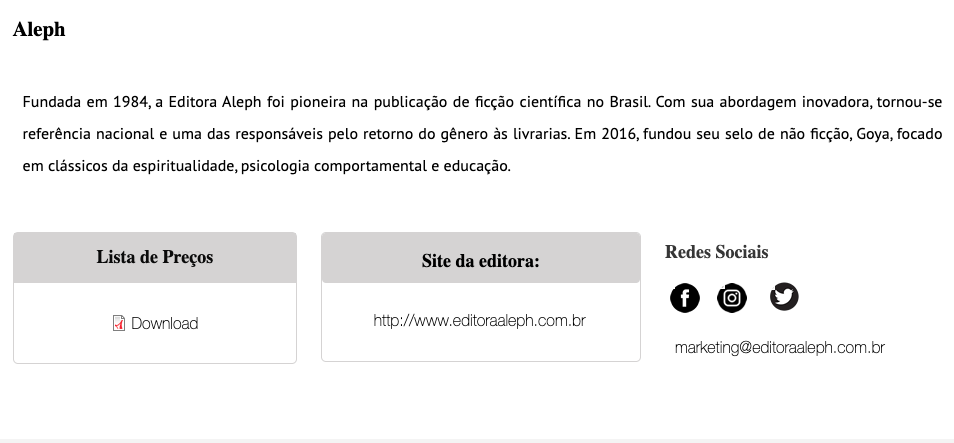 Aleph
Fundada em 1984, a Editora Aleph foi pioneira na publicação de ficção científica no Brasil. Com sua abordagem inovadora, tornou-se
referência nacional e uma das responsáveis pelo retorno do gênero às livrarias. Em 2016, fundou seu selo de não ficção, Goya, focado
em clássicos da espiritualidade, psicologia comportamental e educação.
Lista de Preços
Download
Site da editora:
http://www.editoraaleph.com.br
Redes Sociais
marketing@editoraaleph.com.br